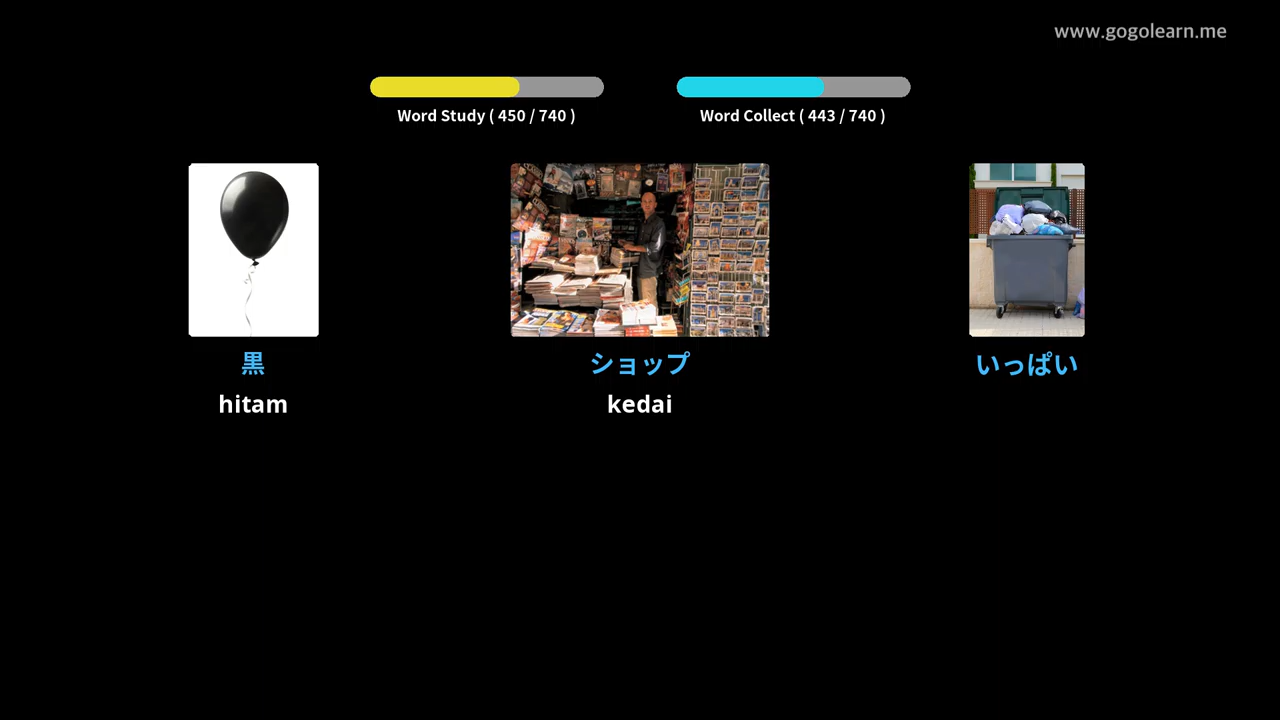 www.gogolearn.me
Word Study ( 450 / 740 )
Word Collect ( 443 / 740 )
黒
ショップ
いっぱい
hitam
kedai